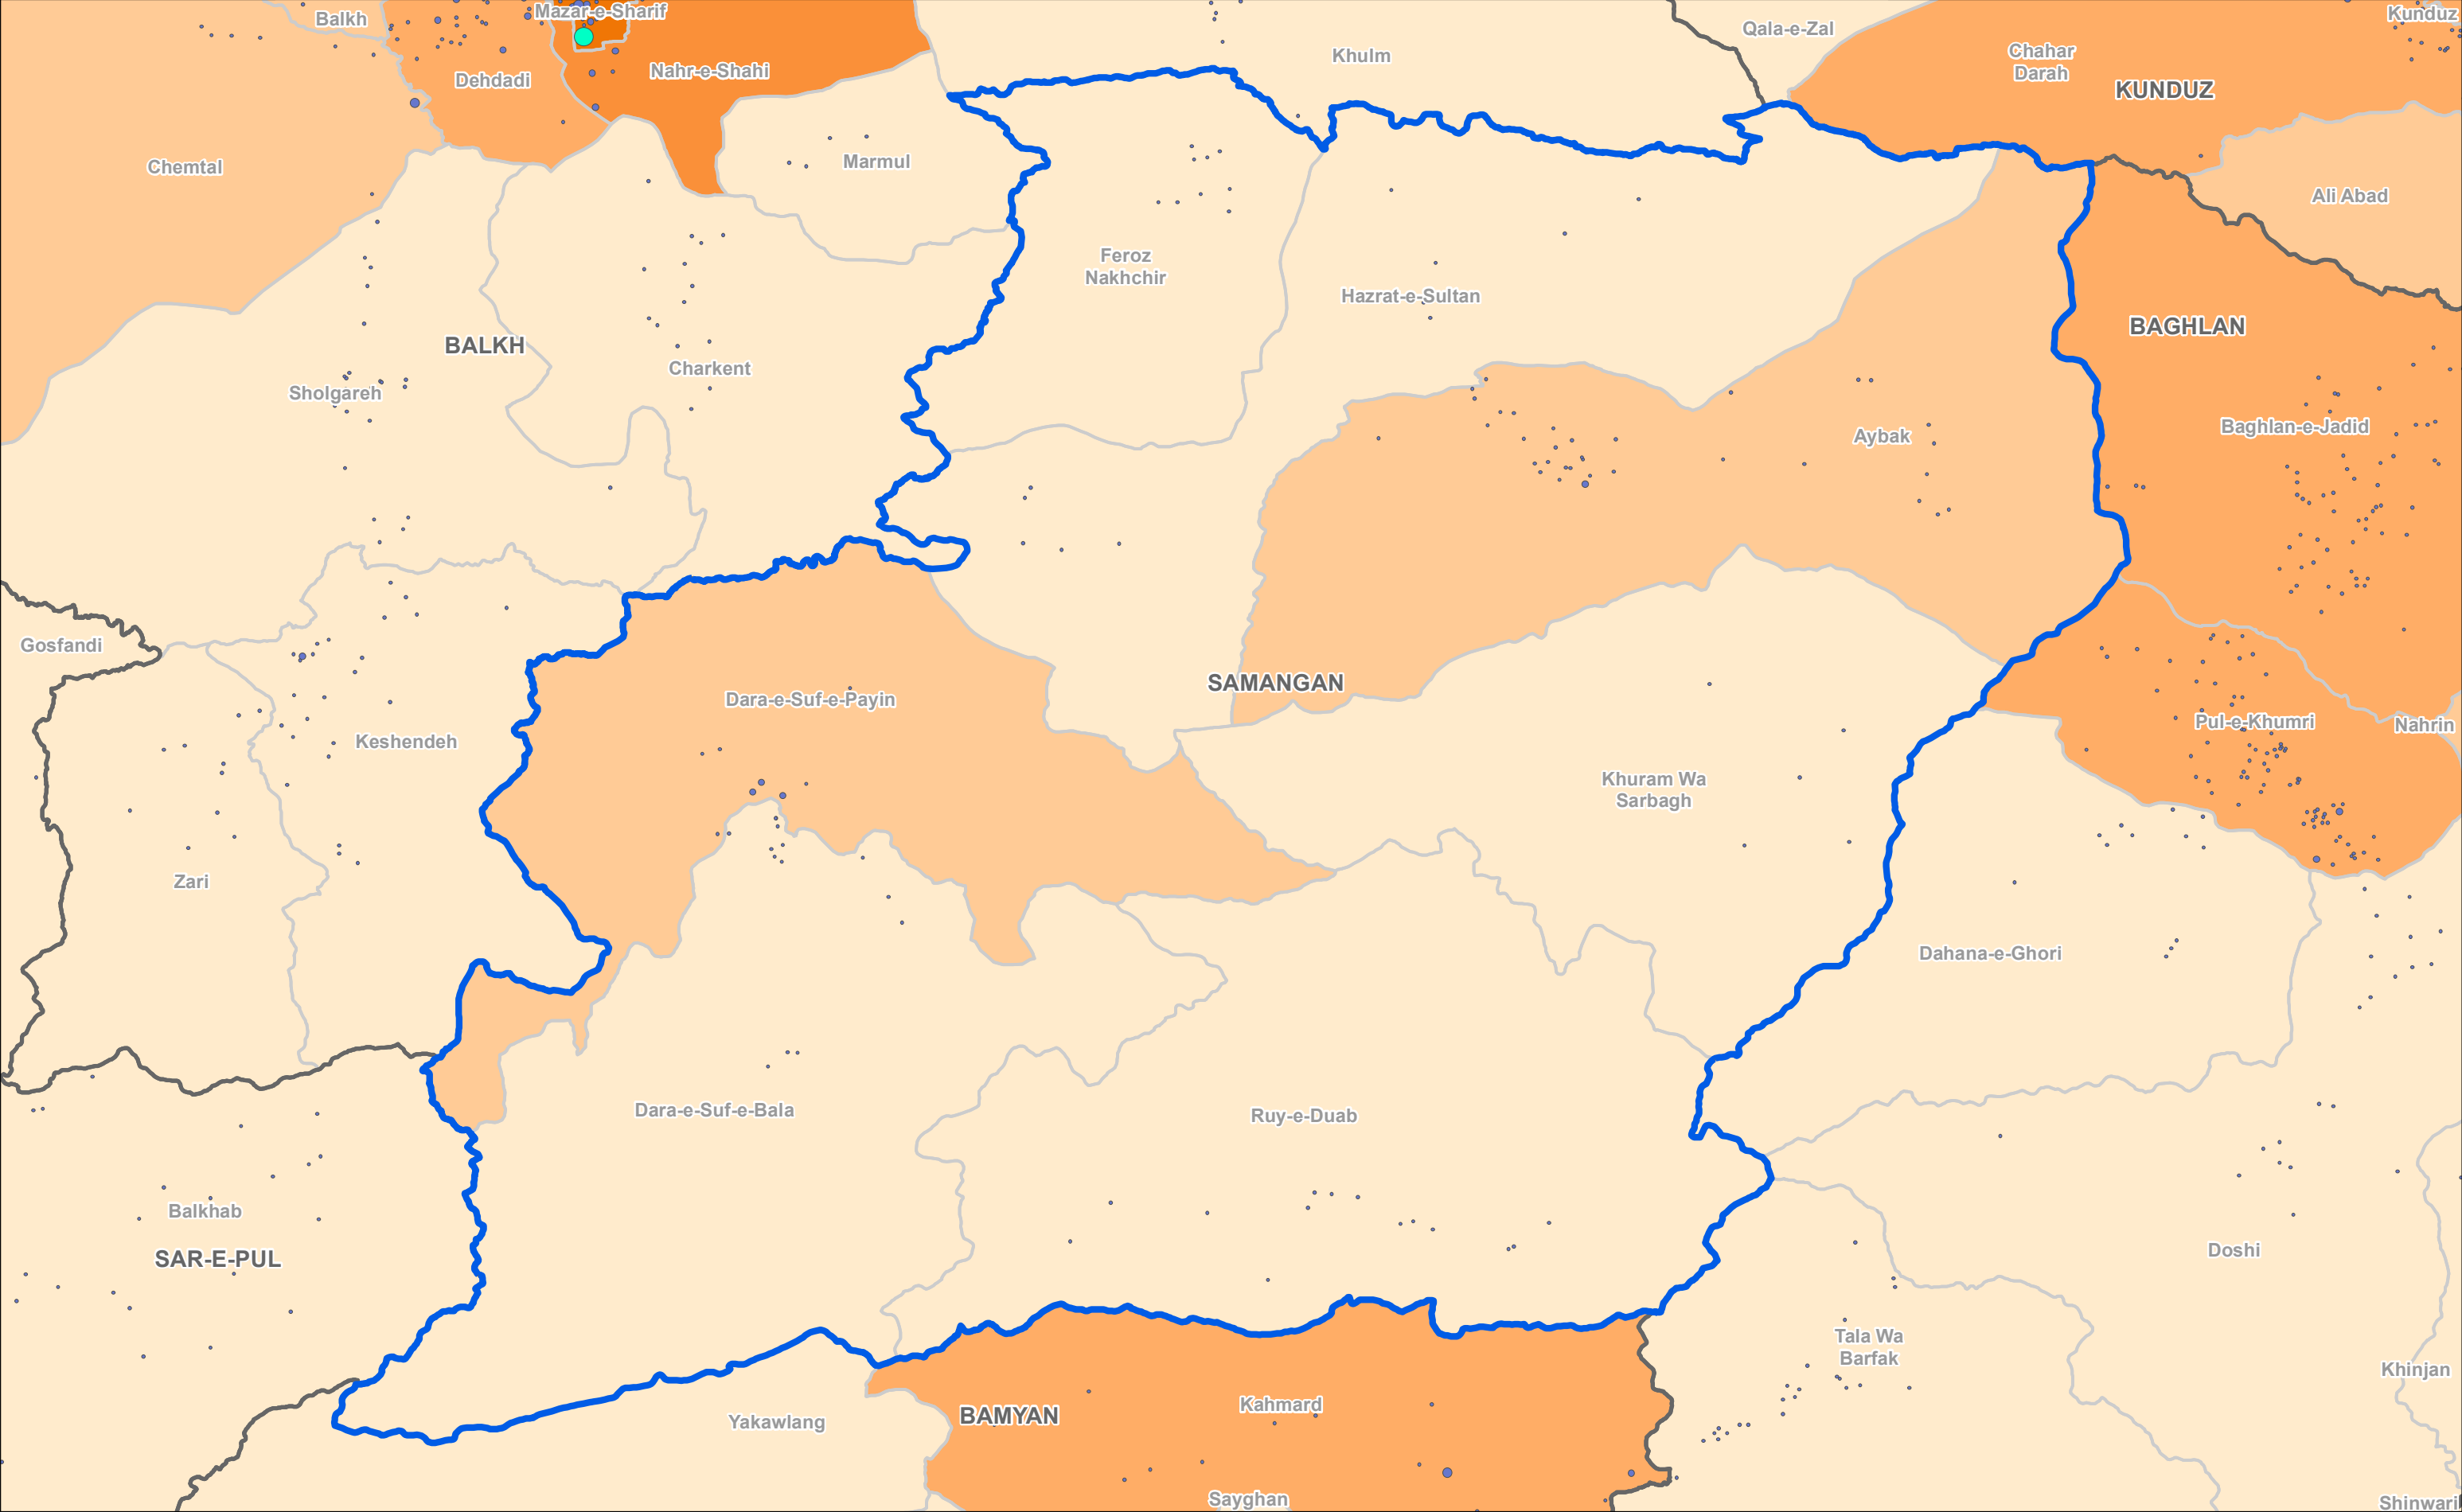 Balkh
Mazar-e-Sharif
Kunduz
Qala-e-Zal
Khulm
Chahar
Darah
Nahr-e-Shahi
Dehdadi
KUNDUZ
Chemtal
Marmul
Ali Abad
Feroz
Nakhchir
Hazrat-e-Sultan
BAGHLAN
BALKH
Charkent
Sholgareh
Baghlan-e-Jadid
Aybak
Gosfandi
SAMANGAN
Dara-e-Suf-e-Payin
Pul-e-Khumri
Nahrin
Keshendeh
Khuram Wa
Sarbagh
Zari
Dahana-e-Ghori
Dara-e-Suf-e-Bala
Ruy-e-Duab
Balkhab
SAR-E-PUL
Doshi
Tala Wa
Barfak
Khinjan
Kahmard
BAMYAN
Yakawlang
Sayghan
Shinwari